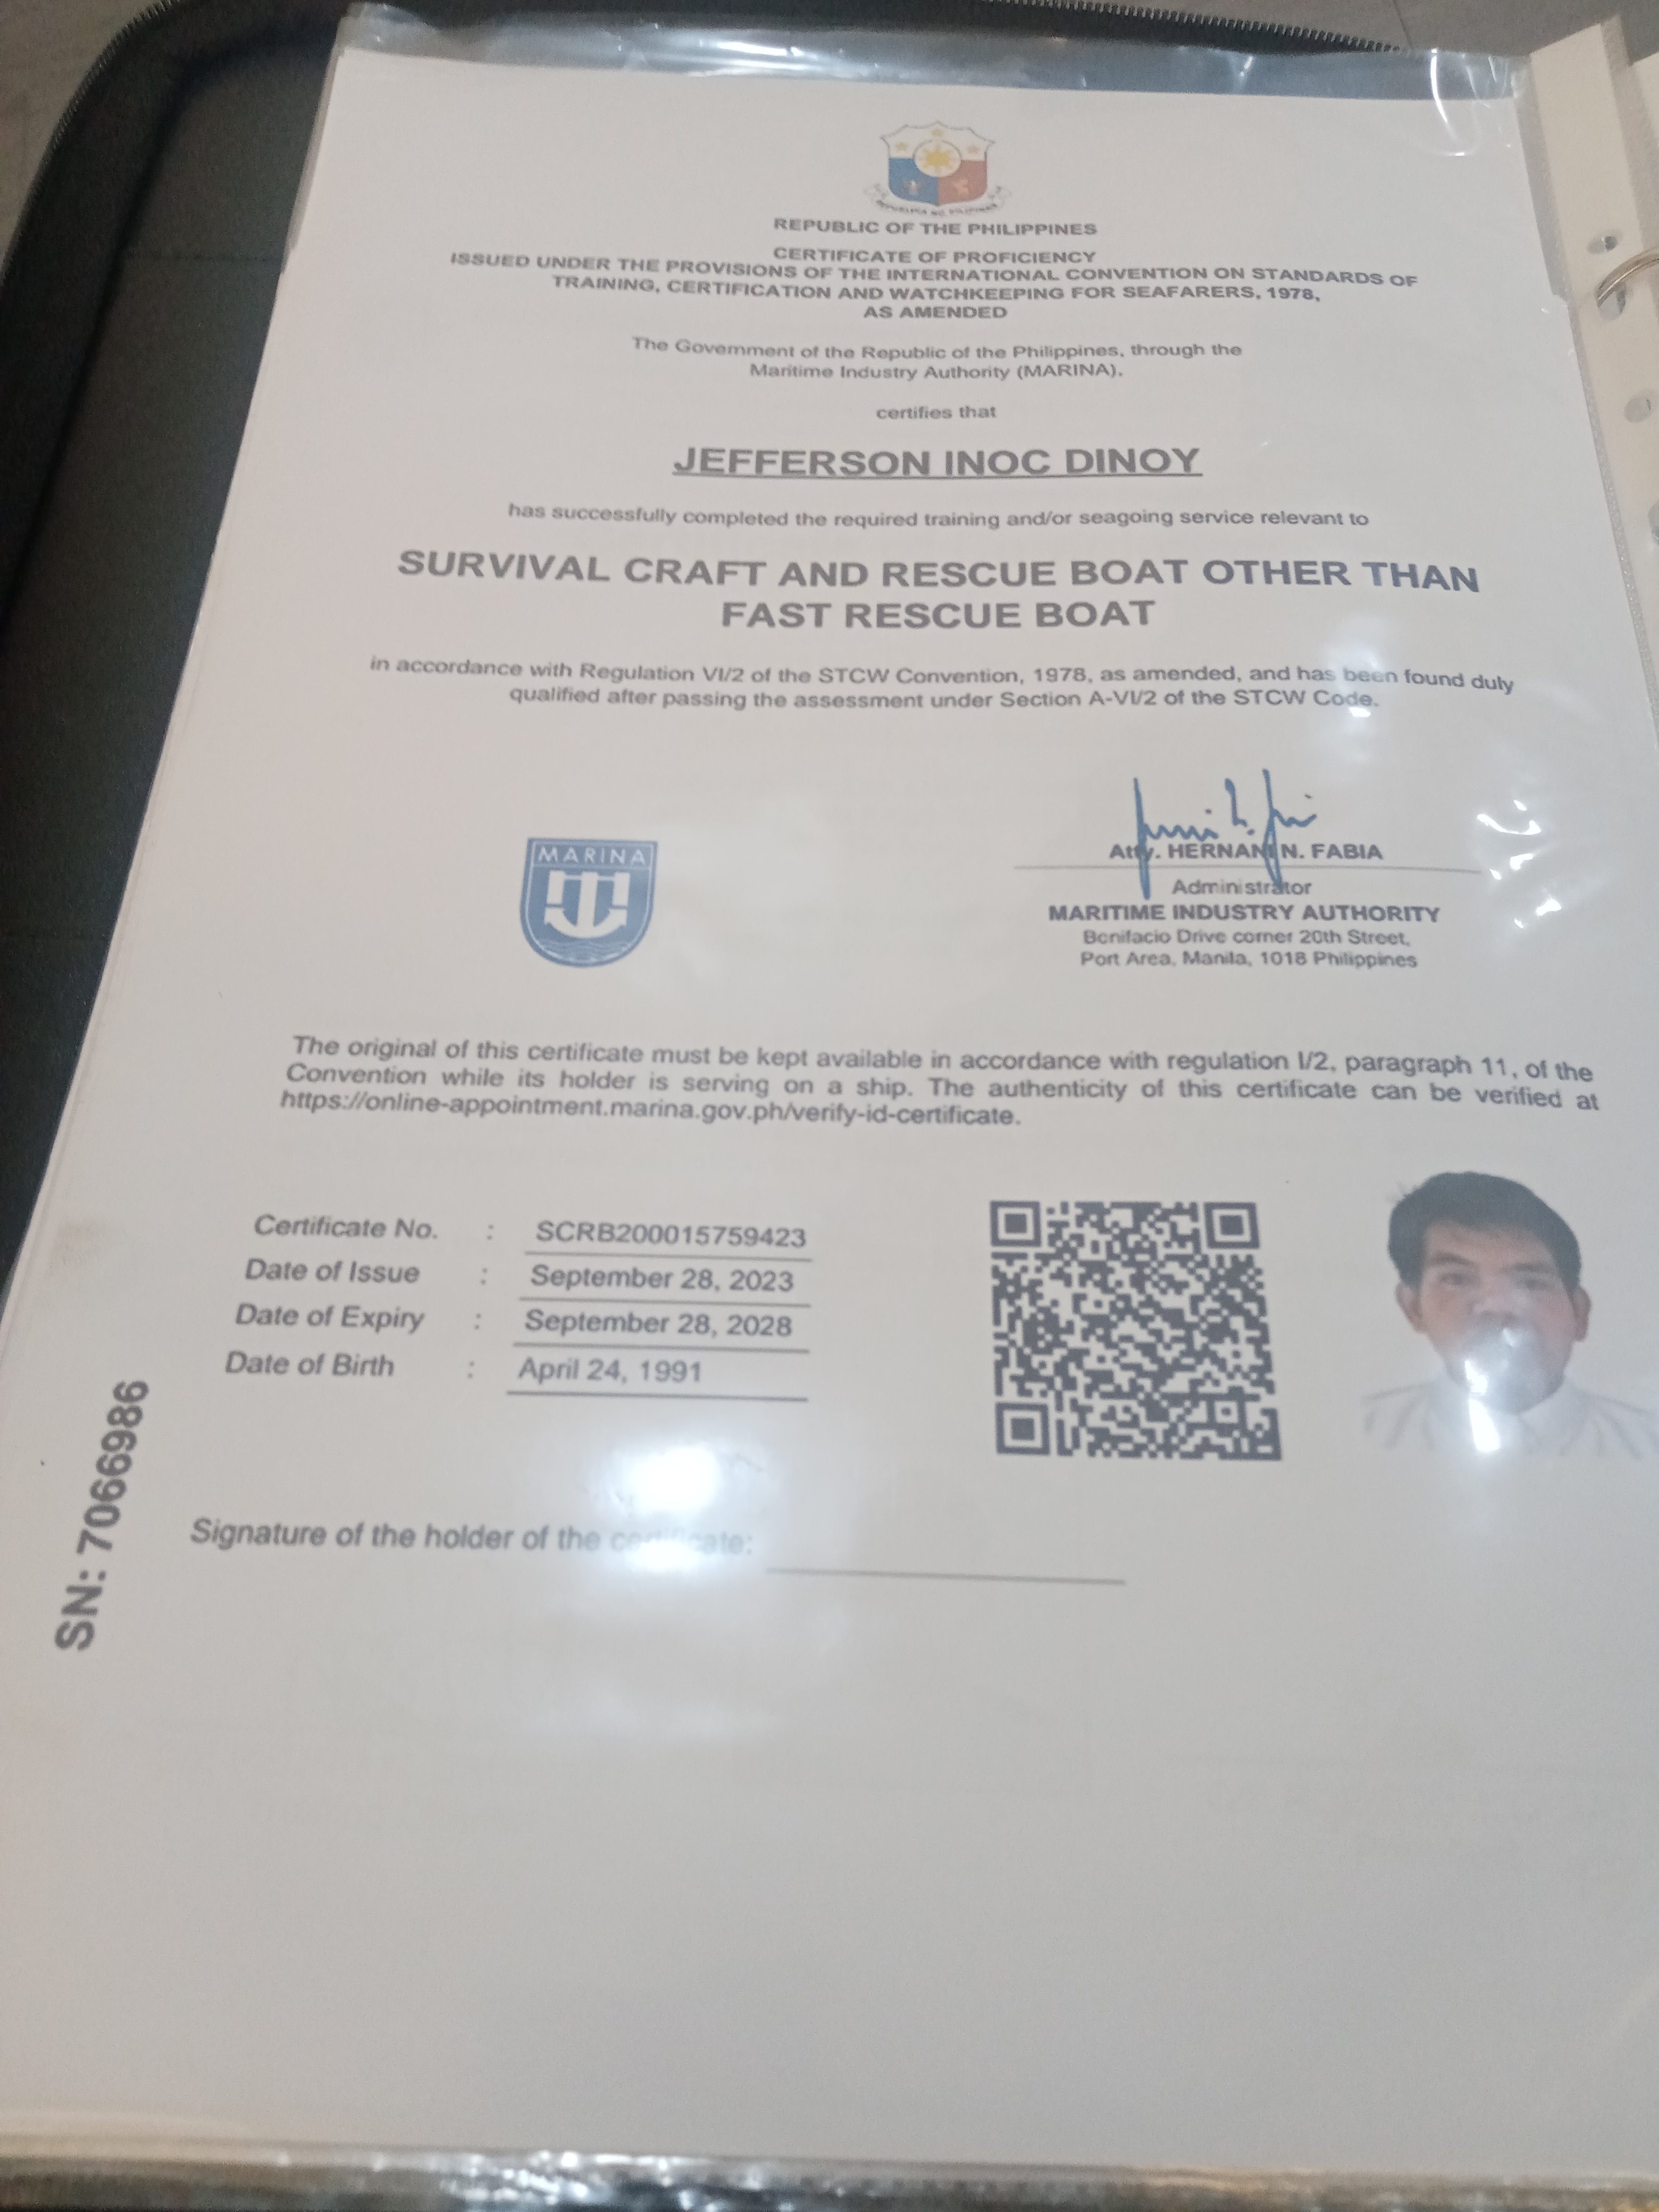 REPUBLIKA NG PILIPINAS
REPUBLIC OF THE PHILIPPINES
CERTIFICATE OF PROFICIENCY
ISSUED UNDER THE PROVISIONS OF THE INTERNATIONAL CONVENTION ON STANDARDS OF
TRAINING, CERTIFICATION AND WATCHKEEPING FOR SEAFARERS, 1978,
AS AMENDED
The Government of the Republic of the Philippines, through the
Maritime Industry Authority (MARINA),
certifies that
JEFFERSON INOC DINOY
has successfully completed the required training and/or seagoing service relevant to
SURVIVAL CRAFT AND RESCUE BOAT OTHER THAN
FAST RESCUE BOAT
in accordance with Regulation VI/2 of the STCW Convention, 1978, as amended, and has been found duly
qualified after passing the assessment under Section A-VI/2 of the STCW Code.
MARINA
Atty. HERNANI N. FABIA
Administrator
MARITIME INDUSTRY AUTHORITY
Bonifacio Drive corner 20th Street,
Port Area, Manila, 1018 Philippines
The original of this certificate must be kept available in accordance with regulation I/2, paragraph 11, of the
Convention while its holder is serving on a ship. The authenticity of this certificate can be verified at
https://online-appointment.marina.gov.ph/verify-id-certificate.
Certificate No. : SCRB200015759423
Date of Issue : September 28, 2023
Date of Expiry : September 28, 2028
Date of Birth : April 24, 1991
Signature of the holder of the certificate:
SN: 7066986